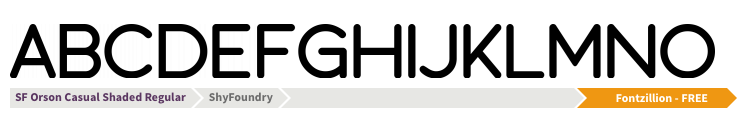 ABCDEFGHIJKLMNO
SF Orson Casual Shaded Regular ShyFoundry Fontzillion - FREE